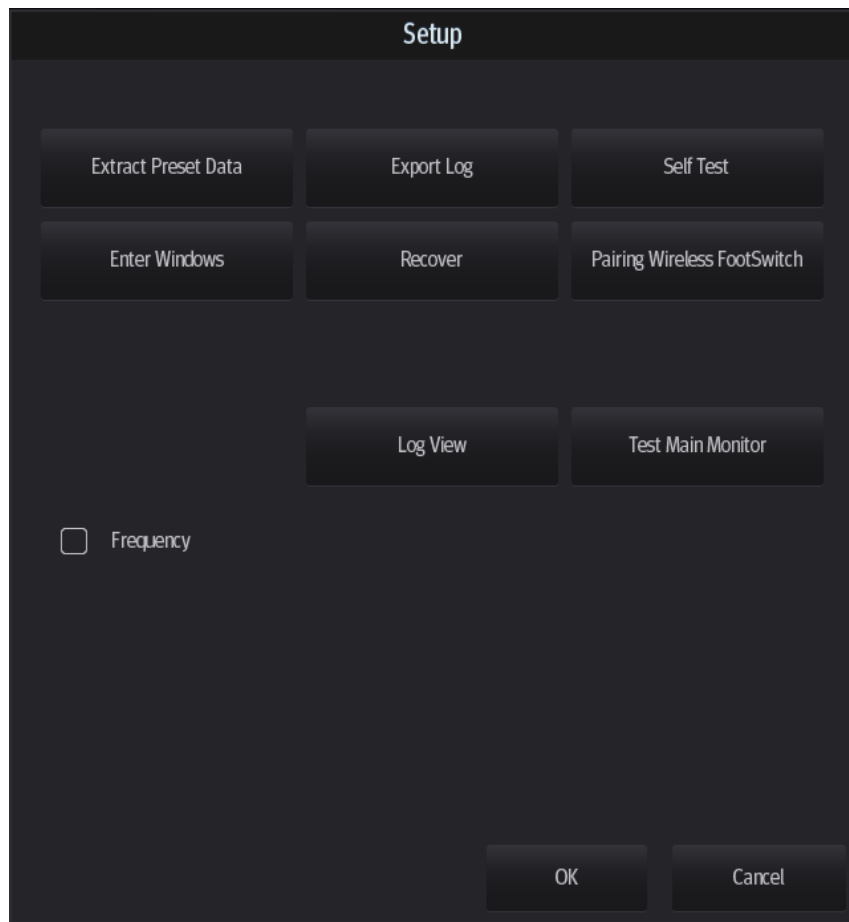 Setup
Extract Preset Data
Export Log
Self Test
Enter Windows
Recover
Pairing Wireless FootSwitch
Log View
Test Main Monitor
Frequency
OK
Cancel